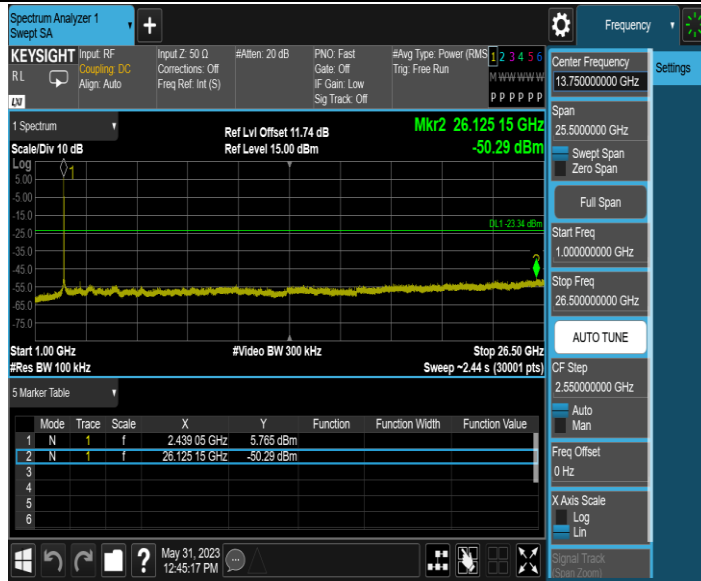 Spectrum Analyzer 1
Swept SA
Frequency
KEYSIGHT
RL
LXI
Input: RF
Coupling: DC
Align: Auto
Input Z: 50 Ω
Corrections: Off
Freq Ref: Int (S)
#Atten: 20 dB
PNO: Fast
Gate: Off
IF Gain: Low
Sig Track: Off
#Avg Type: Power (RMS
Trig: Free Run
1 2 3 4 5 6
M W W W W W
P P P P P P
1 Spectrum
Scale/Div 10 dB
Ref Lvl Offset 11.74 dB
Ref Level 15.00 dBm
Mkr2 26.125 15 GHz
-50.29 dBm
Log
1
5.00
-5.00
-15.0
-25.0
-35.0
-45.0
-55.0
-65.0
-75.0
DL1 -23.34 dBm
2
Start 1.00 GHz
#Res BW 100 kHz
#Video BW 300 kHz
Stop 26.50 GHz
Sweep ~2.44 s (30001 pts)
5 Marker Table
Mode Trace Scale X Y Function Function Width Function Value
1 N 1 f 2.439 05 GHz 5.765 dBm
2 N 1 f 26.125 15 GHz -50.29 dBm
3
4
5
6
?
May 31, 2023
12:45:17 PM
Center Frequency
13.750000000 GHz
Settings
Span
25.5000000 GHz
Swept Span
Zero Span
Full Span
Start Freq
1.000000000 GHz
Stop Freq
26.500000000 GHz
AUTO TUNE
CF Step
2.550000000 GHz
Auto
Man
Freq Offset
0 Hz
X Axis Scale
Log
Lin
Signal Track
(Span Zoom)